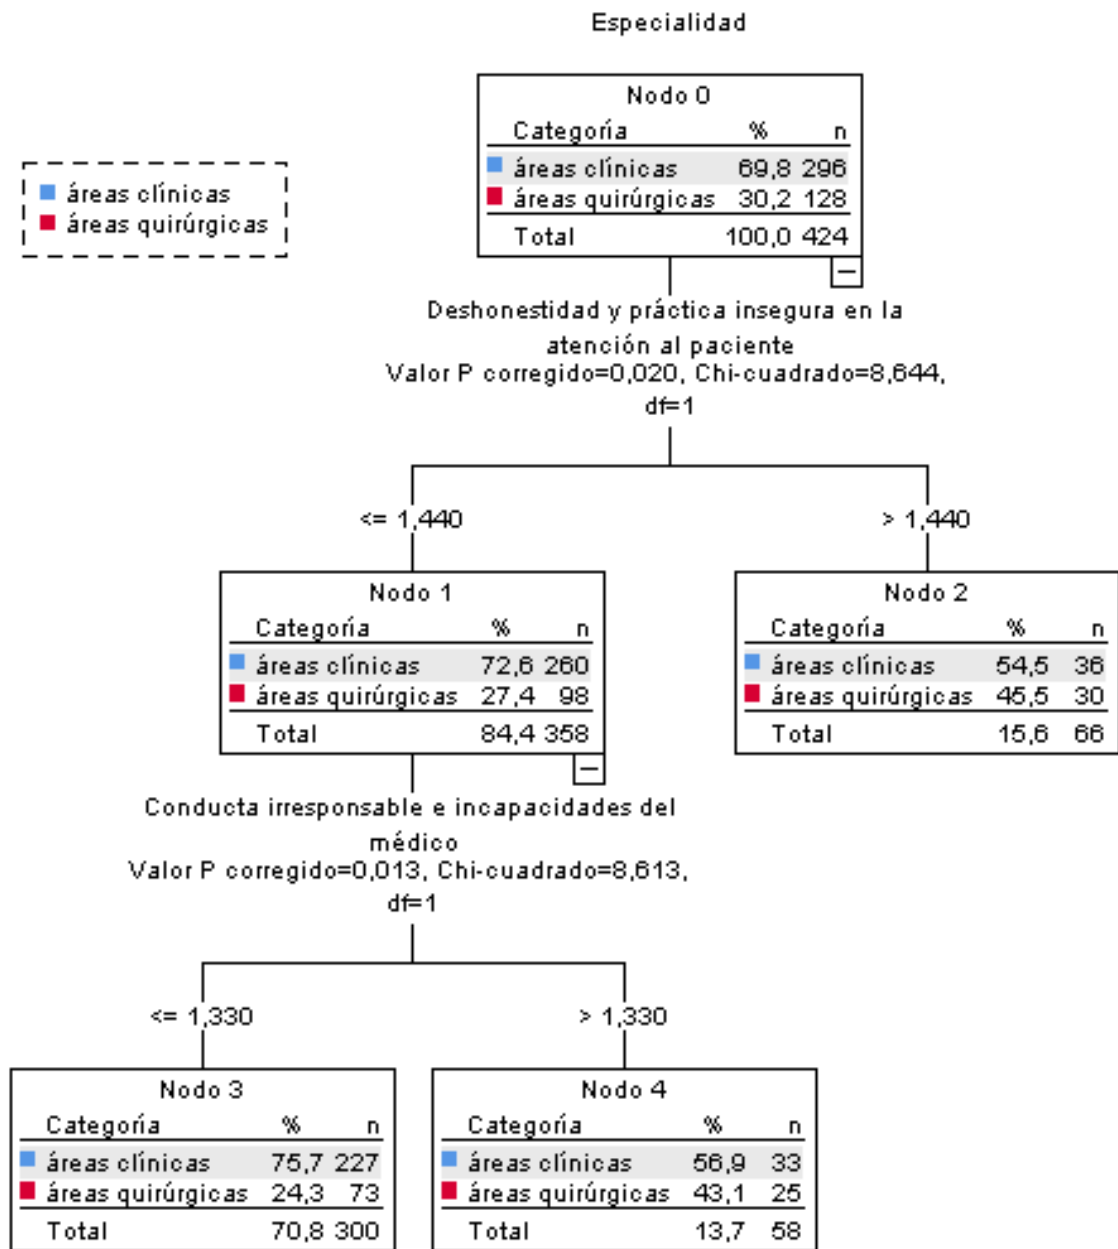 Especialidad
áreas clínicas
áreas quirúrgicas
Nodo 0
Categoría % n
áreas clínicas 69,8 296
áreas quirúrgicas 30,2 128
Total 100,0 424
Deshonestidad y práctica insegura en la
atención al paciente
Valor P corregido=0,020, Chi-cuadrado=8,644,
df=1
<= 1,440
> 1,440
Nodo 1
Categoría % n
áreas clínicas 72,6 260
áreas quirúrgicas 27,4 98
Total 84,4 358
Nodo 2
Categoría % n
áreas clínicas 54,5 36
áreas quirúrgicas 45,5 30
Total 15,6 66
Conducta irresponsable e incapacidades del
médico
Valor P corregido=0,013, Chi-cuadrado=8,613,
df=1
<= 1,330
> 1,330
Nodo 3
Categoría % n
áreas clínicas 75,7 227
áreas quirúrgicas 24,3 73
Total 70,8 300
Nodo 4
Categoría % n
áreas clínicas 56,9 33
áreas quirúrgicas 43,1 25
Total 13,7 58